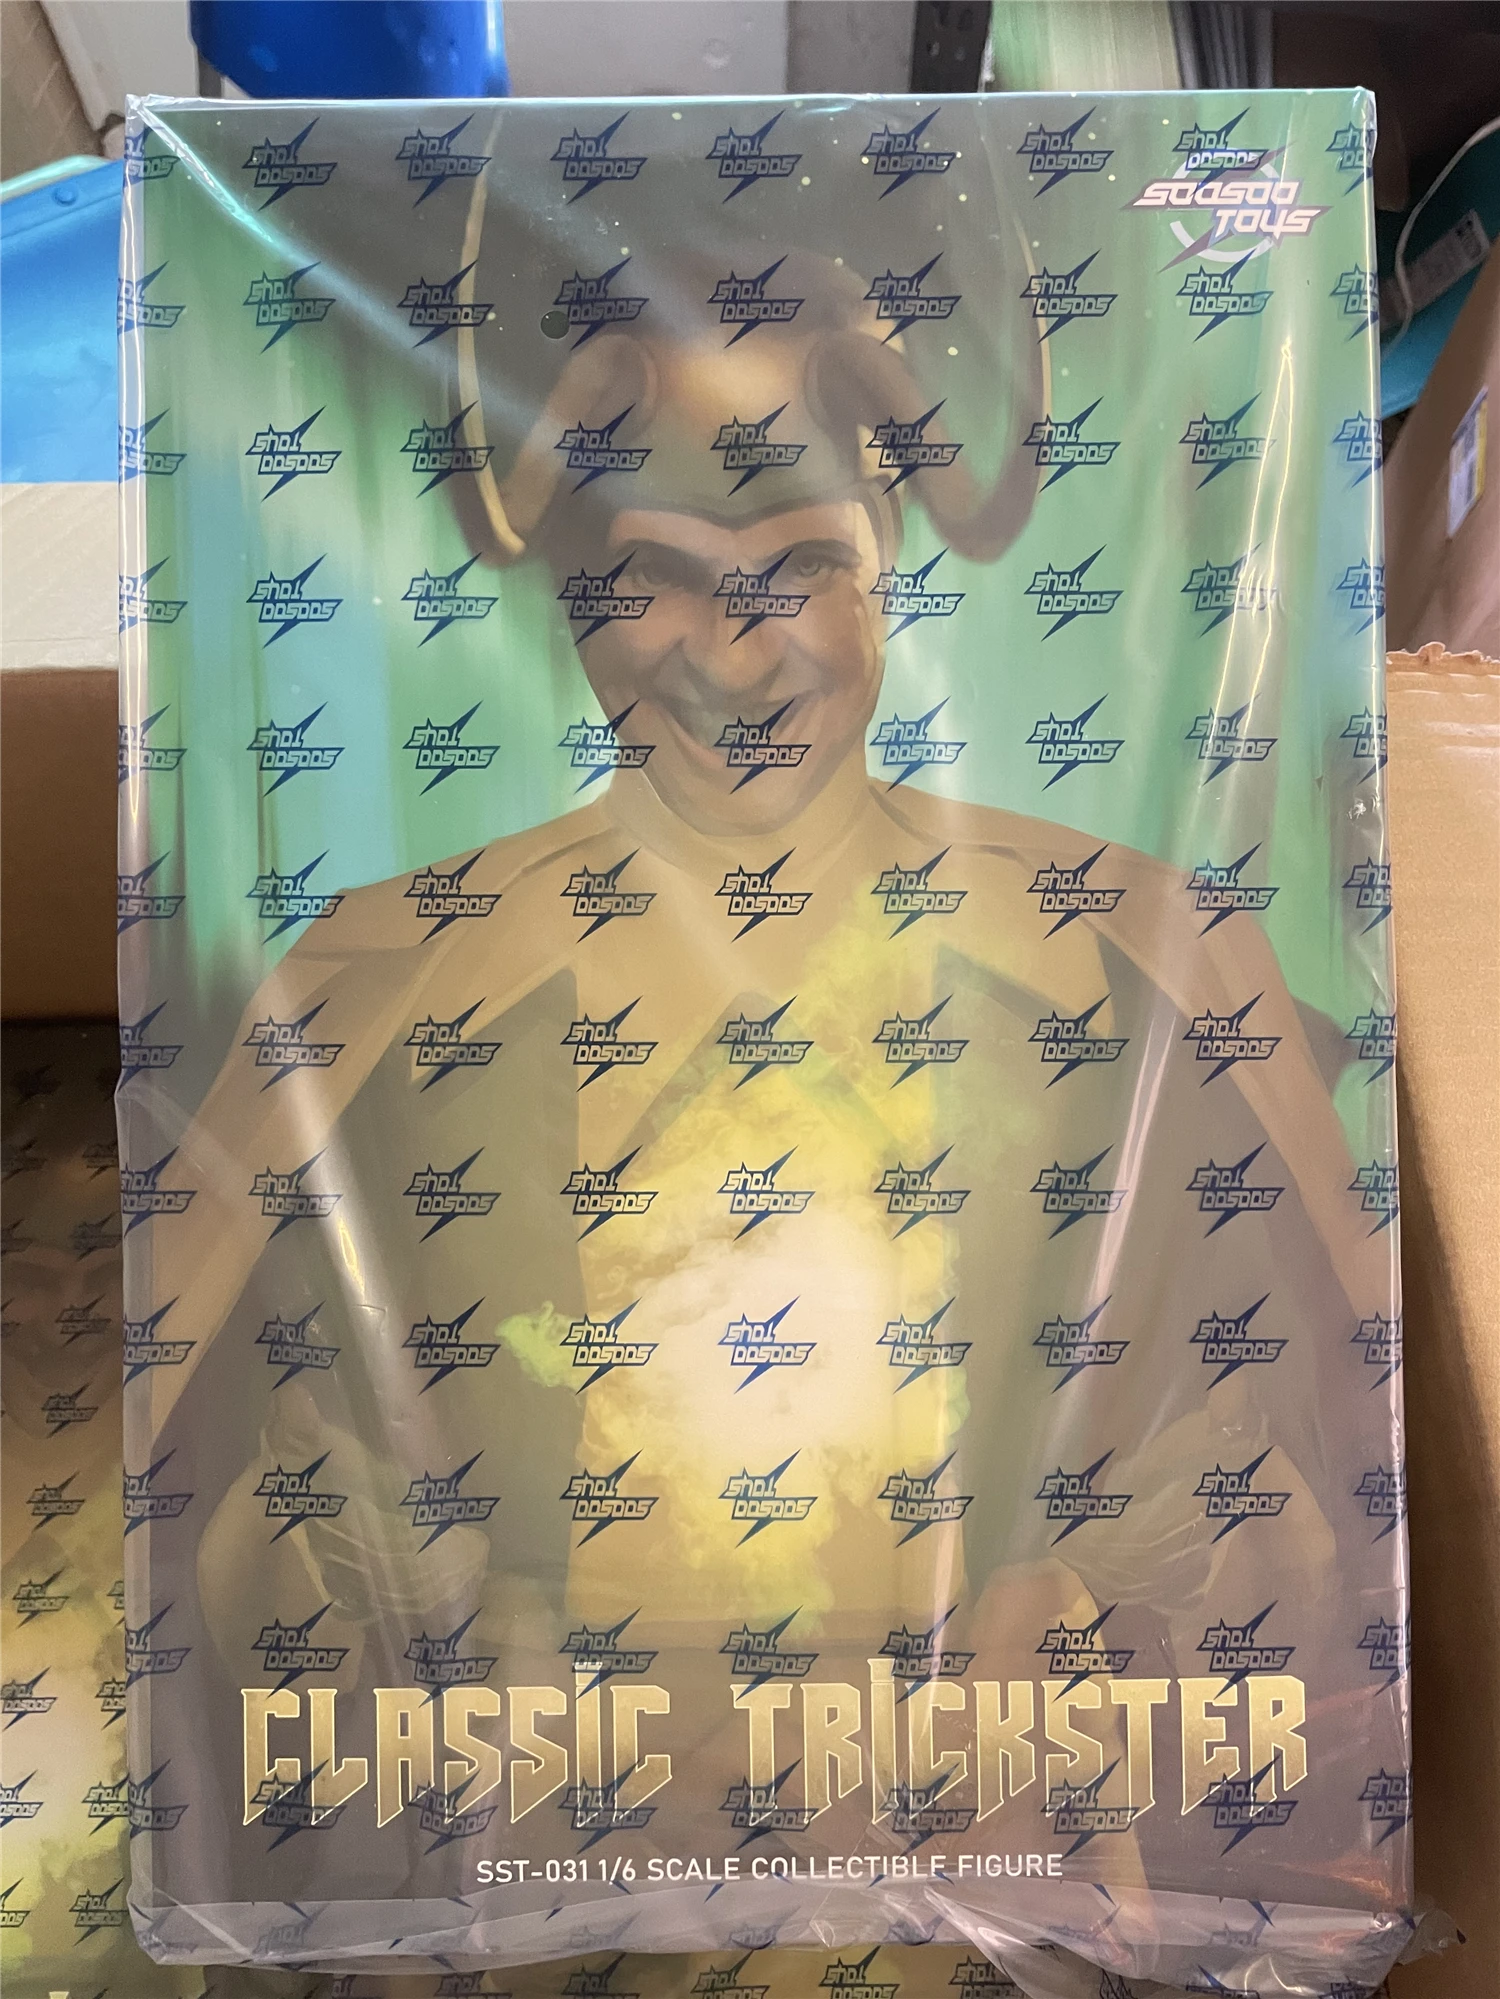 SOOSOO
TOYS
CLASSIC TRICKSTER
SST-031 1/6 SCALE COLLECTIBLE FIGURE